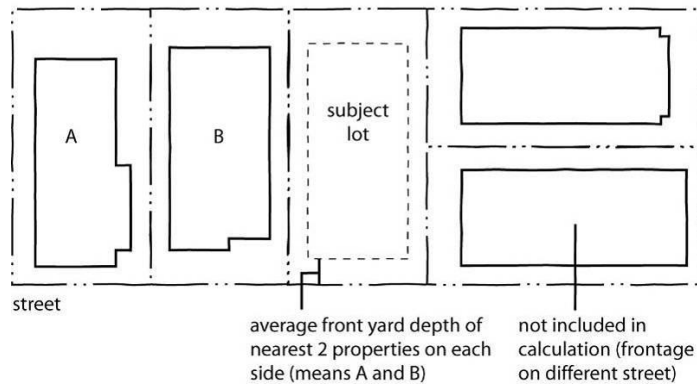 A
B
subject
lot
street
average front yard depth of
nearest 2 properties on each
side (means A and B)
not included in
calculation (frontage
on different street)